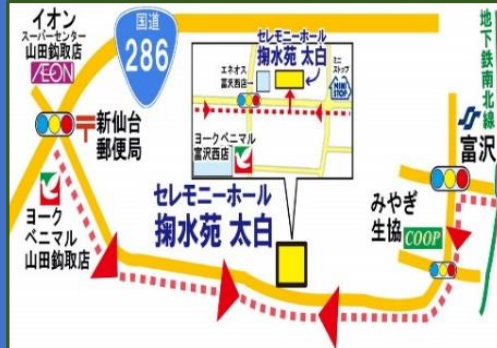 イオン
スーパーセンター
山田鈎取店
ÆON
国道
286
新仙台
郵便局
ヨーク
ベニマル
山田鈎取店
セレモニーホール
掬水苑 太白
エネオス
富沢西店
ミニ
ストップ
MINI
STOP
ヨークベニマル
富沢西店
セレモニーホール
掬水苑 太白
みやぎ
生協
COOP
地下鉄南北線
富沢